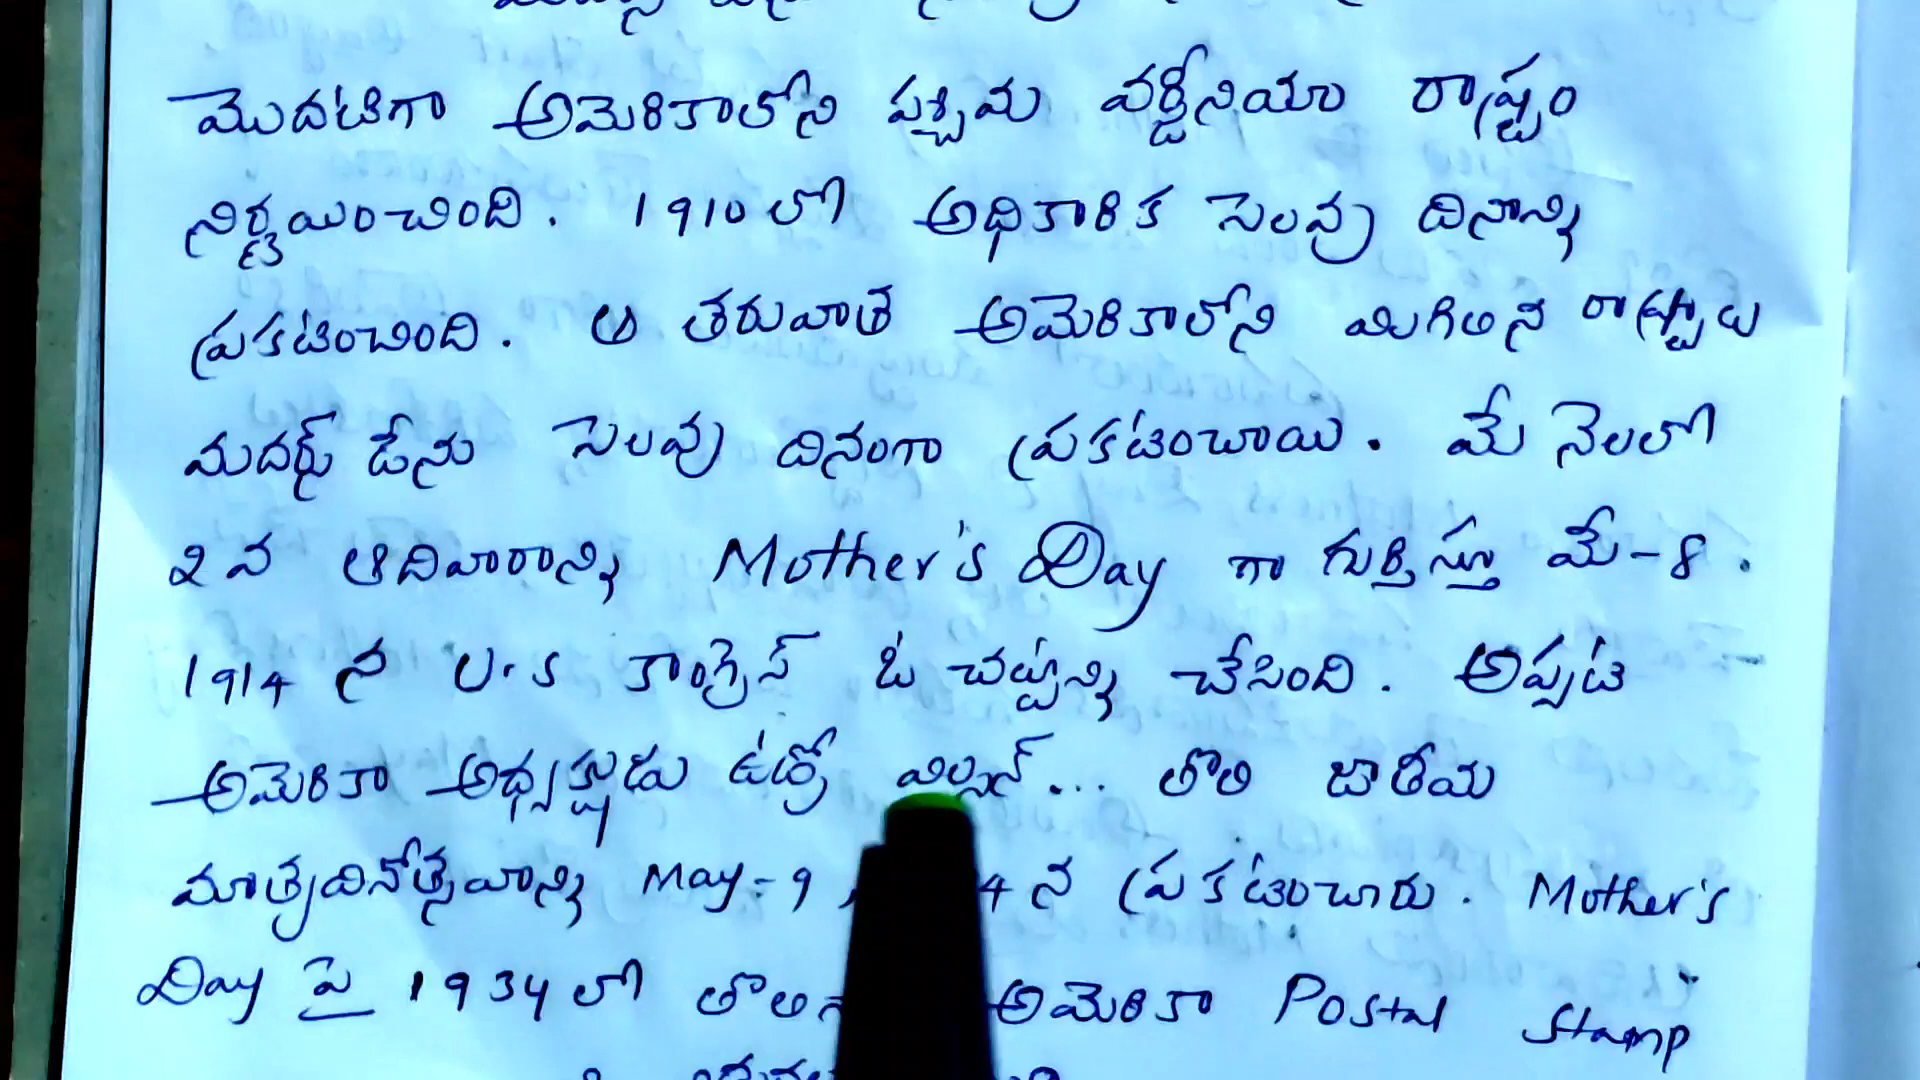 మొదటిగా అమెరికాలోని పశ్చిమ వర్జీనియా రాష్ట్రం
నిర్ణయించింది. 1910 లో అధికారిక సెలవు దినాన్ని
ప్రకటించింది. ఆ తరువాత అమెరికాలోని మిగిలిన రాష్ట్రాలు
మదర్స్ డేను సెలవు దినంగా ప్రకటించాయి. మే నెలలో
2వ ఆదివారాన్ని Mother's Day గా గుర్తిస్తూ మే-8.
1914 న U.S కాంగ్రెస్ ఓ చట్టాన్ని చేసింది. అప్పటి
అమెరికా అధ్యక్షుడు ఉడ్రో విల్సన్... తొలి జాతీయ
మాతృదినోత్సవాన్ని May-9 4 న ప్రకటించారు. Mother's
Day పై 1934 లో అమెరికా Postal Stamp